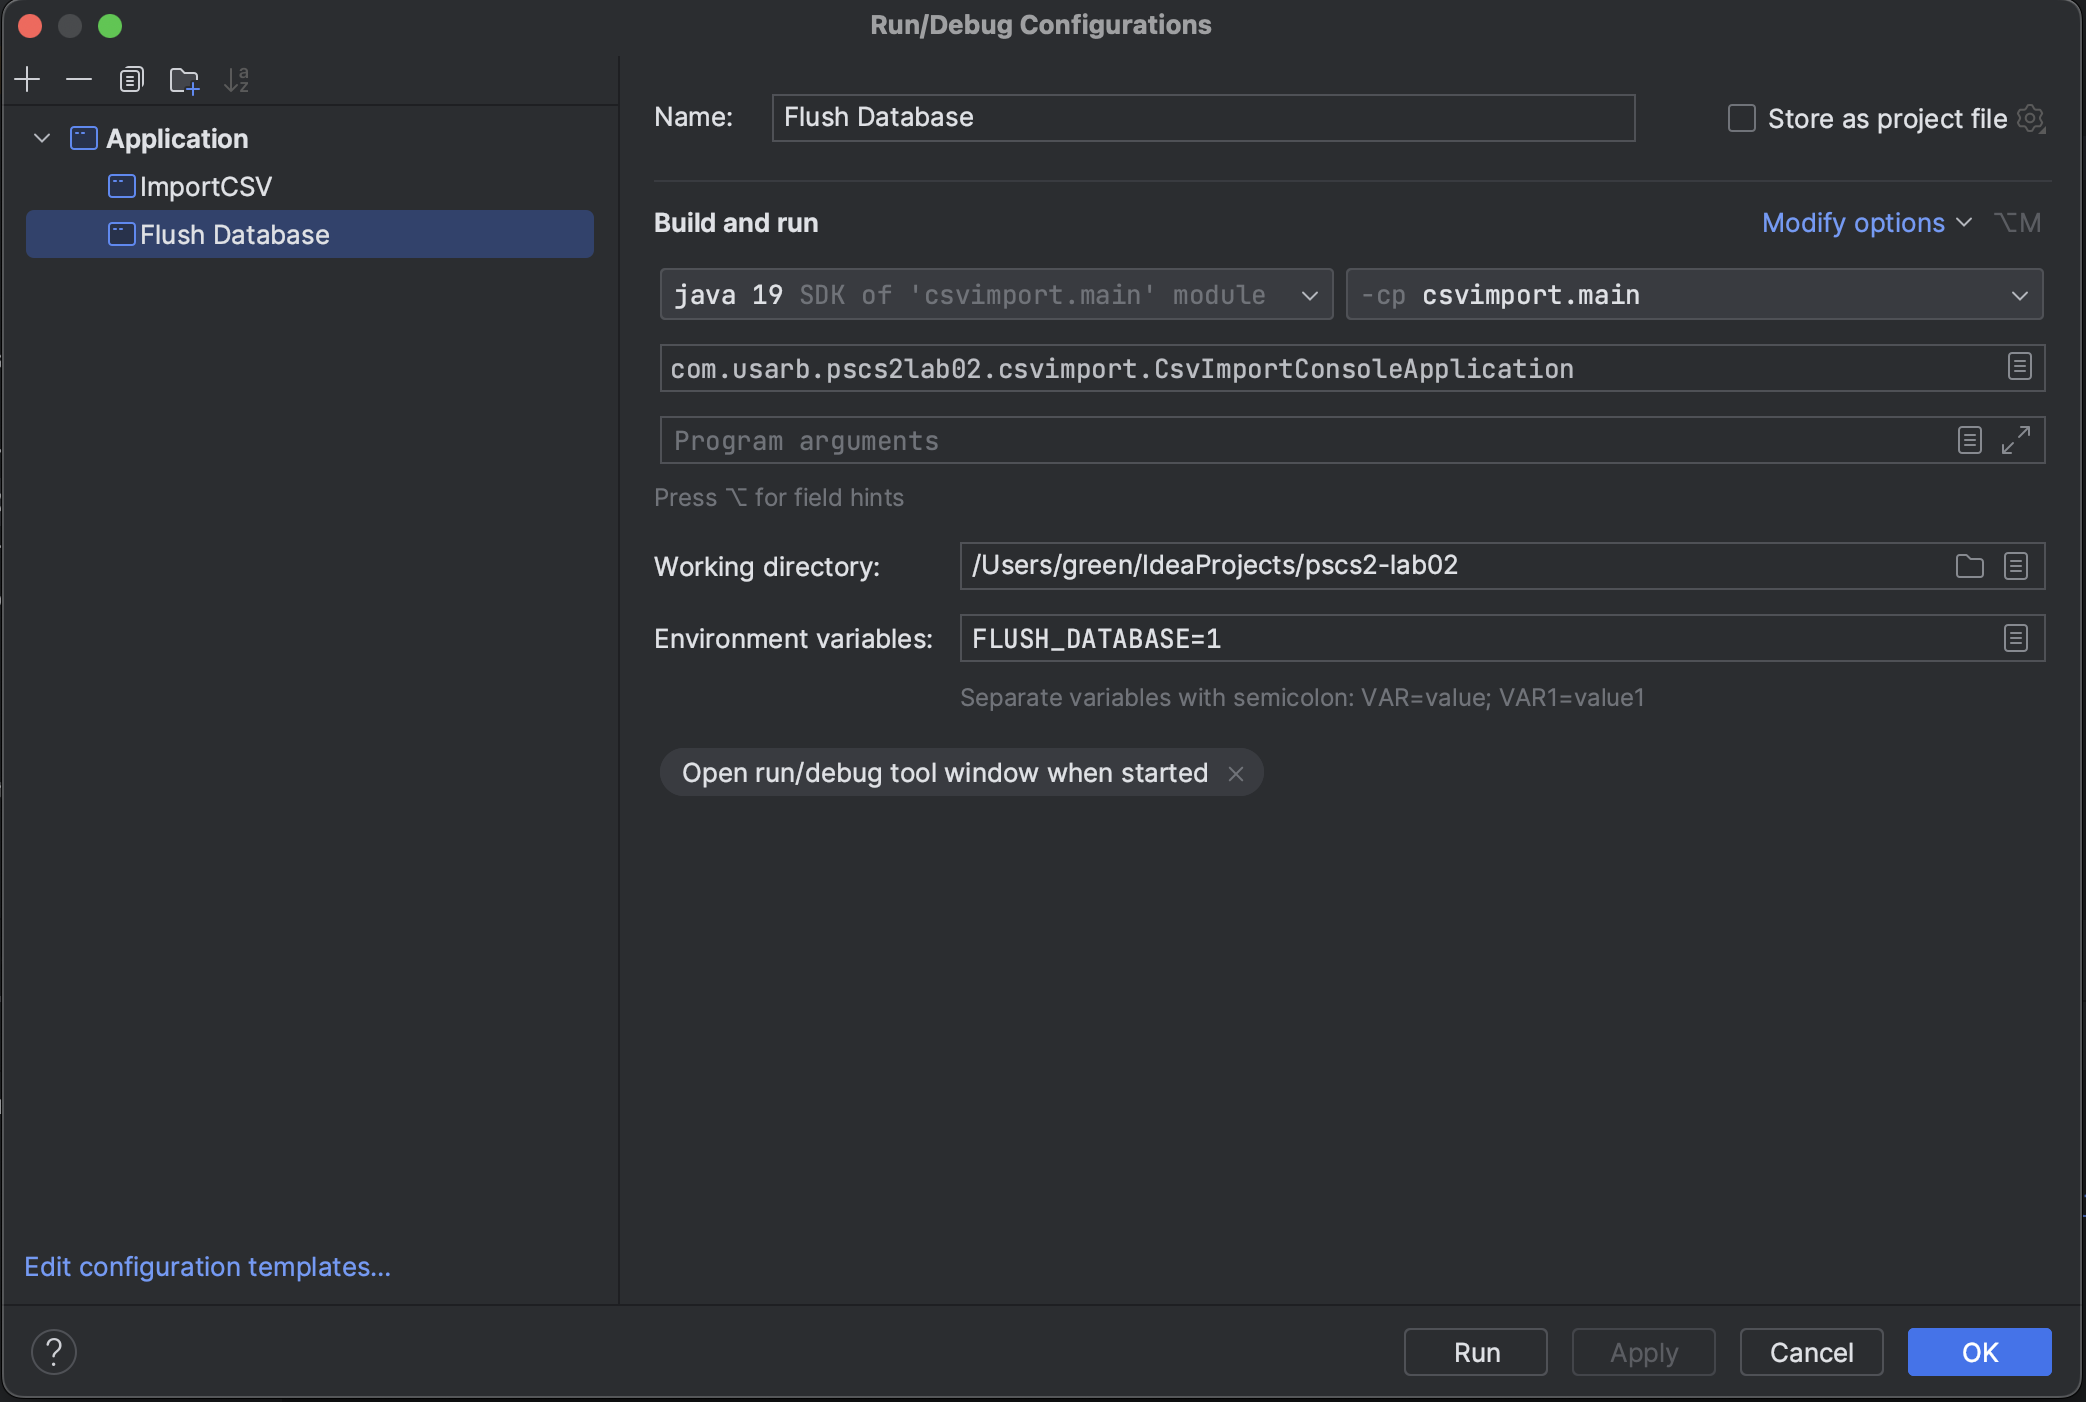 Run/Debug Configurations
Application
ImportCSV
Flush Database
Edit configuration templates...
Name: Flush Database Store as project file
Build and run Modify options ⌥M
java 19 SDK of 'csvimport.main' module -cp csvimport.main
com.usarb.pscs2lab02.csvimport.CsvImportConsoleApplication
Program arguments
Press ⌥ for field hints
Working directory: /Users/green/IdeaProjects/pscs2-lab02
Environment variables: FLUSH_DATABASE=1
Separate variables with semicolon: VAR=value; VAR1=value1
Open run/debug tool window when started
? Run Apply Cancel OK